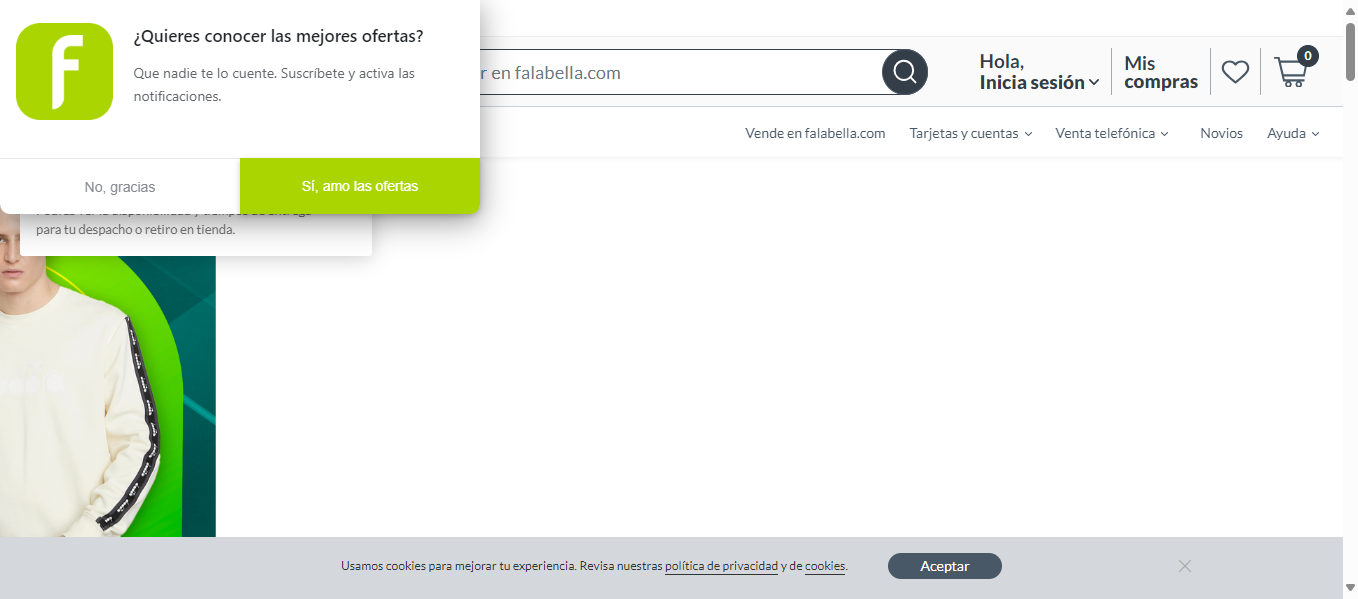 ¿Quieres conocer las mejores ofertas?
Que nadie te lo cuente. Suscríbete y activa las
notificaciones.
No, gracias
Sí, amo las ofertas
r en falabella.com
Hola,
Inicia sesión
Mis
compras
0
Vende en falabella.com
Tarjetas y cuentas
Venta telefónica
Novios
Ayuda
para tu despacho o retiro en tienda.
Usamos cookies para mejorar tu experiencia. Revisa nuestras política de privacidad y de cookies.
Aceptar